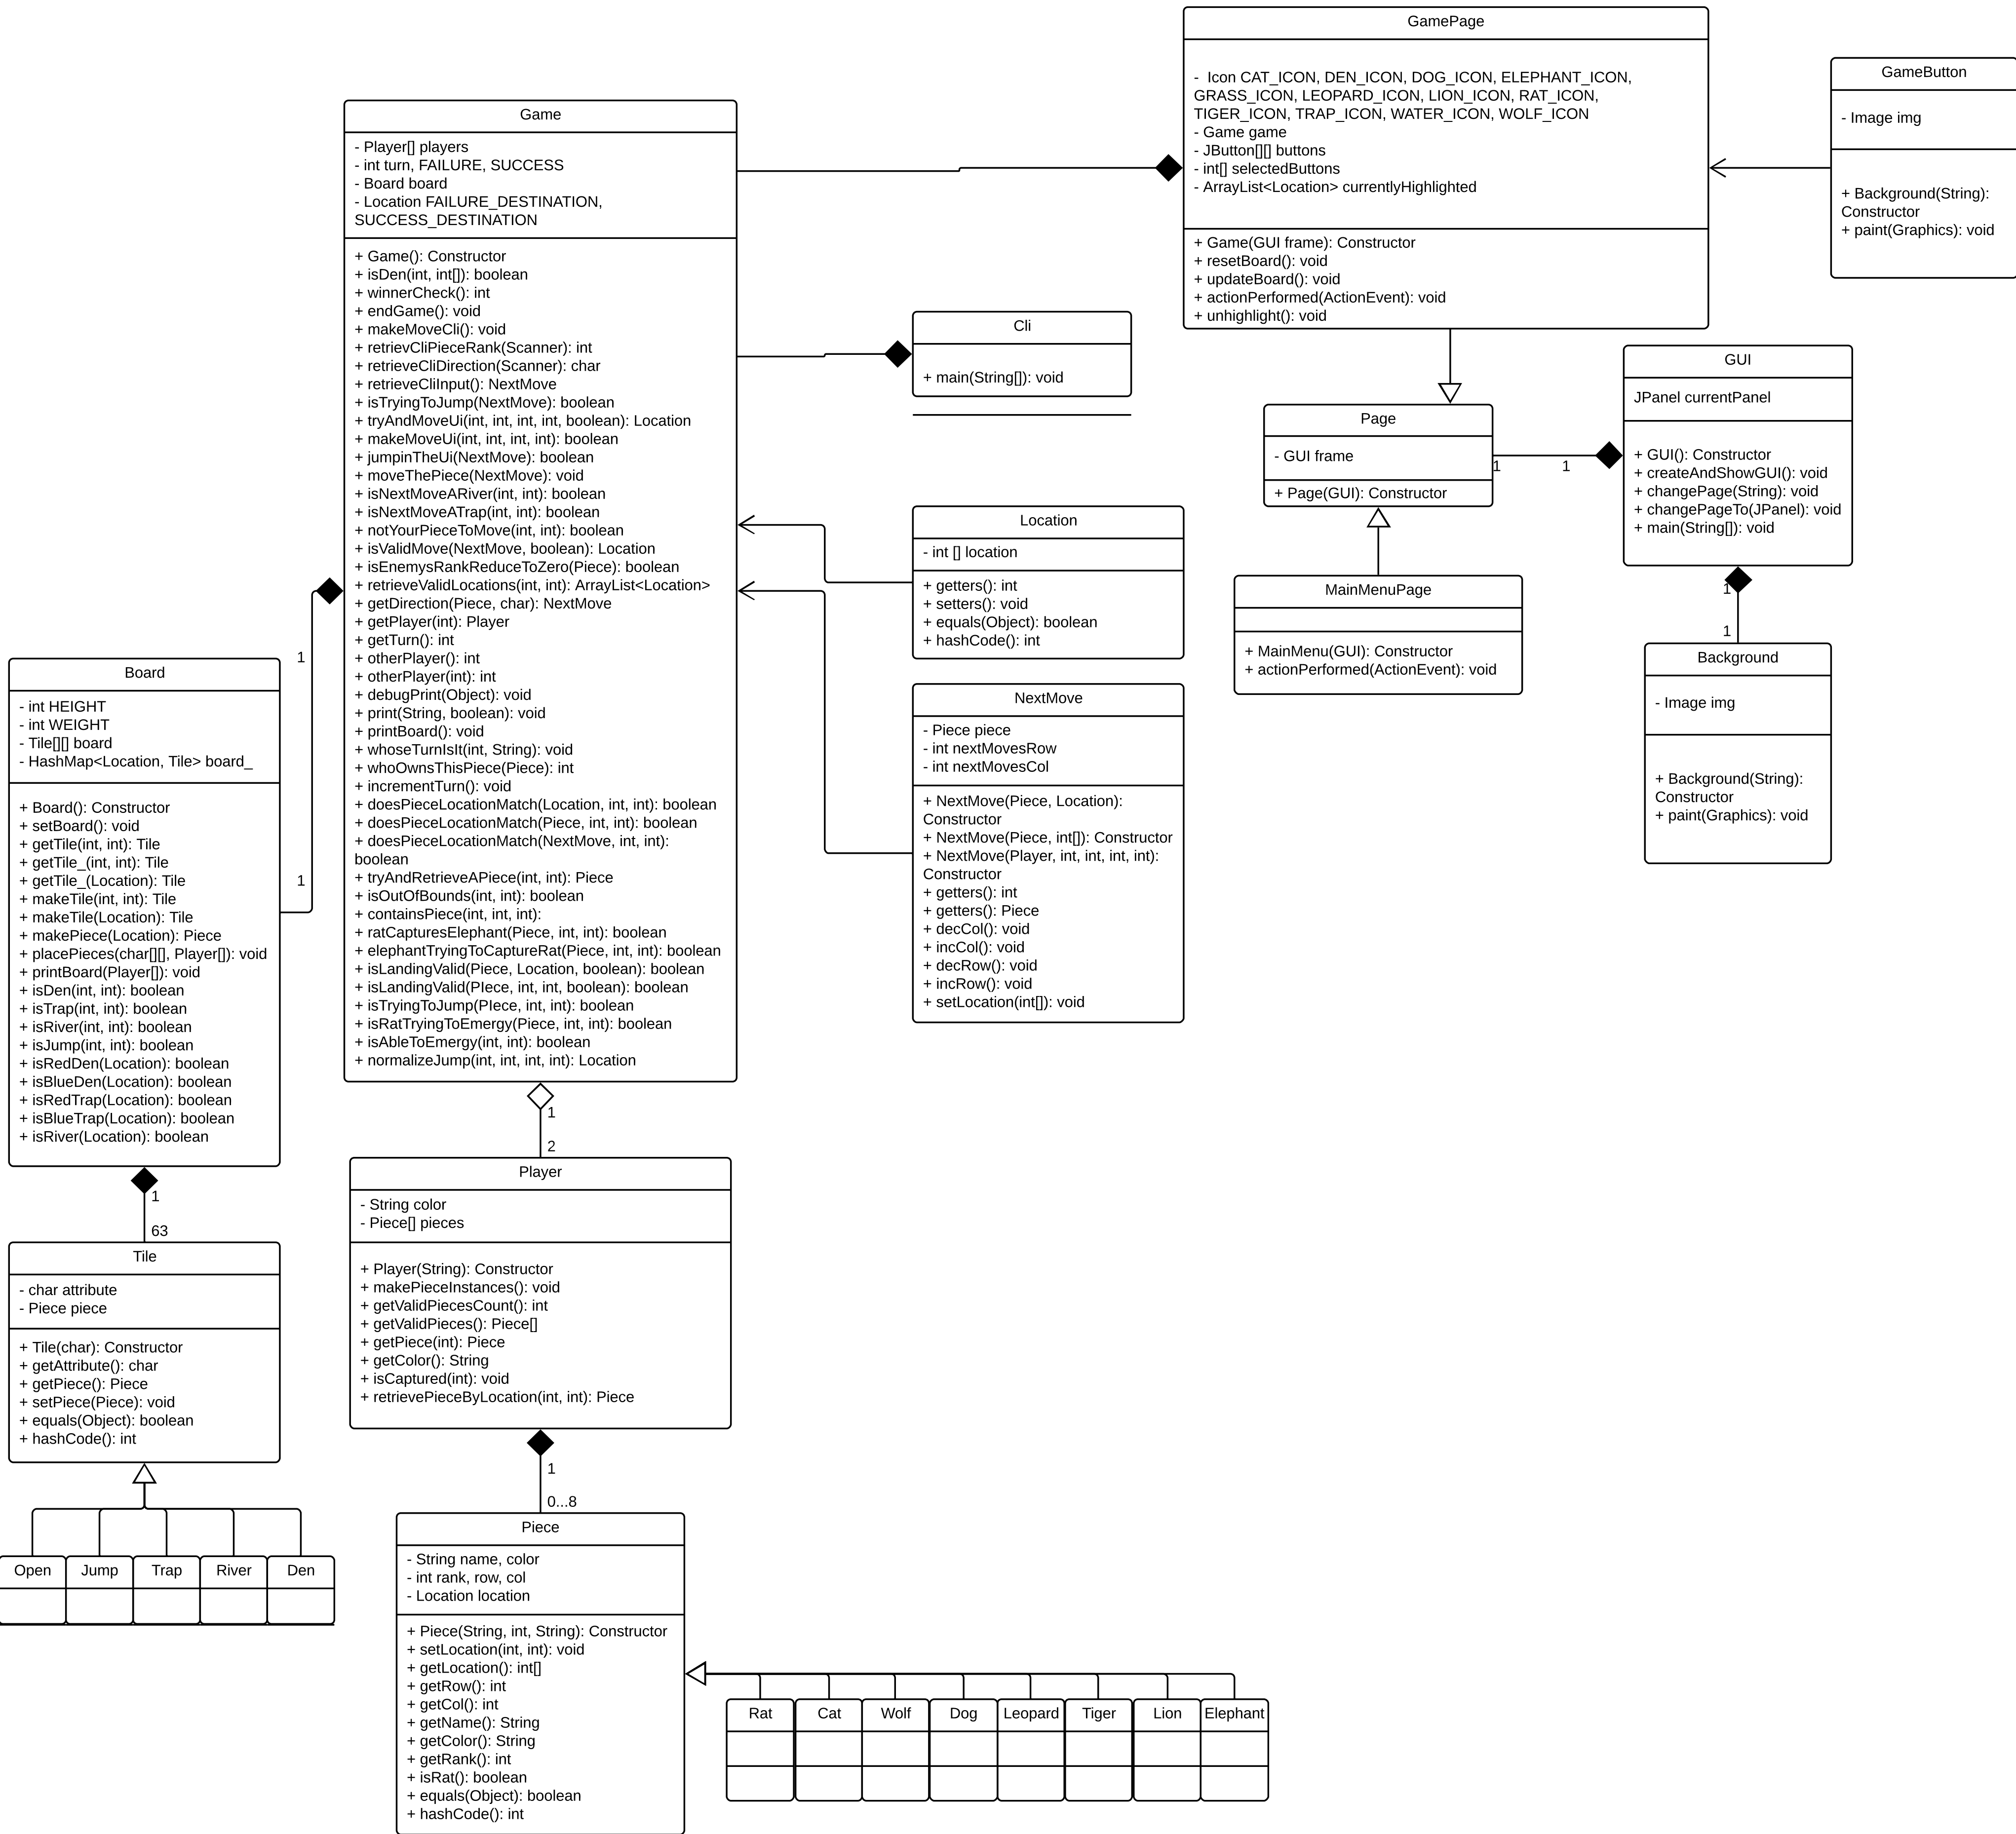 GamePage
- Icon CAT_ICON, DEN_ICON, DOG_ICON, ELEPHANT_ICON,
GRASS_ICON, LEOPARD_ICON, LION_ICON, RAT_ICON,
TIGER_ICON, TRAP_ICON, WATER_ICON, WOLF_ICON
- Game game
- JButton[][] buttons
- int[] selectedButtons
- ArrayList<Location> currentlyHighlighted
+ Game(GUI frame): Constructor
+ resetBoard(): void
+ updateBoard(): void
+ actionPerformed(ActionEvent): void
+ unhighlight(): void
GameButton
- Image img
+ Background(String):
Constructor
+ paint(Graphics): void
Game
- Player[] players
- int turn, FAILURE, SUCCESS
- Board board
- Location FAILURE_DESTINATION,
SUCCESS_DESTINATION
+ Game(): Constructor
+ isDen(int, int[]): boolean
+ winnerCheck(): int
+ endGame(): void
+ makeMoveCli(): void
+ retrievCliPieceRank(Scanner): int
+ retrieveCliDirection(Scanner): char
+ retrieveCliInput(): NextMove
+ isTryingToJump(NextMove): boolean
+ tryAndMoveUi(int, int, int, int, boolean): Location
+ makeMoveUi(int, int, int, int): boolean
+ jumpinTheUi(NextMove): boolean
+ moveThePiece(NextMove): void
+ isNextMoveARiver(int, int): boolean
+ isNextMoveATrap(int, int): boolean
+ notYourPieceToMove(int, int): boolean
+ isValidMove(NextMove, boolean): Location
+ isEnemysRankReduceToZero(Piece): boolean
+ retrieveValidLocations(int, int): ArrayList<Location>
+ getDirection(Piece, char): NextMove
+ getPlayer(int): Player
+ getTurn(): int
+ otherPlayer(): int
+ otherPlayer(int): int
+ debugPrint(Object): void
+ print(String, boolean): void
+ printBoard(): void
+ whoseTurnIsIt(int, String): void
+ whoOwnsThisPiece(Piece): int
+ incrementTurn(): void
+ doesPieceLocationMatch(Location, int, int): boolean
+ doesPieceLocationMatch(Piece, int, int): boolean
+ doesPieceLocationMatch(NextMove, int, int):
boolean
+ tryAndRetrieveAPiece(int, int): Piece
+ isOutOfBounds(int, int): boolean
+ containsPiece(int, int, int):
+ ratCapturesElephant(Piece, int, int): boolean
+ elephantTryingToCaptureRat(Piece, int, int): boolean
+ isLandingValid(Piece, Location, boolean): boolean
+ isLandingValid(PIece, int, int, boolean): boolean
+ isTryingToJump(PIece, int, int): boolean
+ isRatTryingToEmergy(Piece, int, int): boolean
+ isAbleToEmergy(int, int): boolean
+ normalizeJump(int, int, int, int): Location
Cli
+ main(String[]): void
Page
- GUI frame
+ Page(GUI): Constructor
1
1
GUI
JPanel currentPanel
+ GUI(): Constructor
+ createAndShowGUI(): void
+ changePage(String): void
+ changePageTo(JPanel): void
+ main(String[]): void
1
1
Location
- int [] location
+ getters(): int
+ setters(): void
+ equals(Object): boolean
+ hashCode(): int
MainMenuPage
+ MainMenu(GUI): Constructor
+ actionPerformed(ActionEvent): void
Background
- Image img
+ Background(String):
Constructor
+ paint(Graphics): void
NextMove
- Piece piece
- int nextMovesRow
- int nextMovesCol
+ NextMove(Piece, Location):
Constructor
+ NextMove(Piece, int[]): Constructor
+ NextMove(Player, int, int, int, int):
Constructor
+ getters(): int
+ getters(): Piece
+ decCol(): void
+ incCol(): void
+ decRow(): void
+ incRow(): void
+ setLocation(int[]): void
1
1
Board
- int HEIGHT
- int WEIGHT
- Tile[][] board
- HashMap<Location, Tile> board_
+ Board(): Constructor
+ setBoard(): void
+ getTile(int, int): Tile
+ getTile_(int, int): Tile
+ getTile_(Location): Tile
+ makeTile(int, int): Tile
+ makeTile(Location): Tile
+ makePiece(Location): Piece
+ placePieces(char[][], Player[]): void
+ printBoard(Player[]): void
+ isDen(int, int): boolean
+ isTrap(int, int): boolean
+ isRiver(int, int): boolean
+ isJump(int, int): boolean
+ isRedDen(Location): boolean
+ isBlueDen(Location): boolean
+ isRedTrap(Location): boolean
+ isBlueTrap(Location): boolean
+ isRiver(Location): boolean
1
63
Tile
- char attribute
- Piece piece
+ Tile(char): Constructor
+ getAttribute(): char
+ getPiece(): Piece
+ setPiece(Piece): void
+ equals(Object): boolean
+ hashCode(): int
Open Jump Trap River Den
1
2
Player
- String color
- Piece[] pieces
+ Player(String): Constructor
+ makePieceInstances(): void
+ getValidPiecesCount(): int
+ getValidPieces(): Piece[]
+ getPiece(int): Piece
+ getColor(): String
+ isCaptured(int): void
+ retrievePieceByLocation(int, int): Piece
1
0...8
Piece
- String name, color
- int rank, row, col
- Location location
+ Piece(String, int, String): Constructor
+ setLocation(int, int): void
+ getLocation(): int[]
+ getRow(): int
+ getCol(): int
+ getName(): String
+ getColor(): String
+ getRank(): int
+ isRat(): boolean
+ equals(Object): boolean
+ hashCode(): int
Rat Cat Wolf Dog Leopard Tiger Lion Elephant